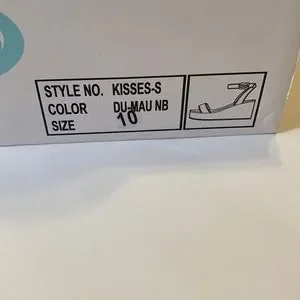 STYLE NO. KISSES-S
COLOR DU-MAU NB
SIZE 10